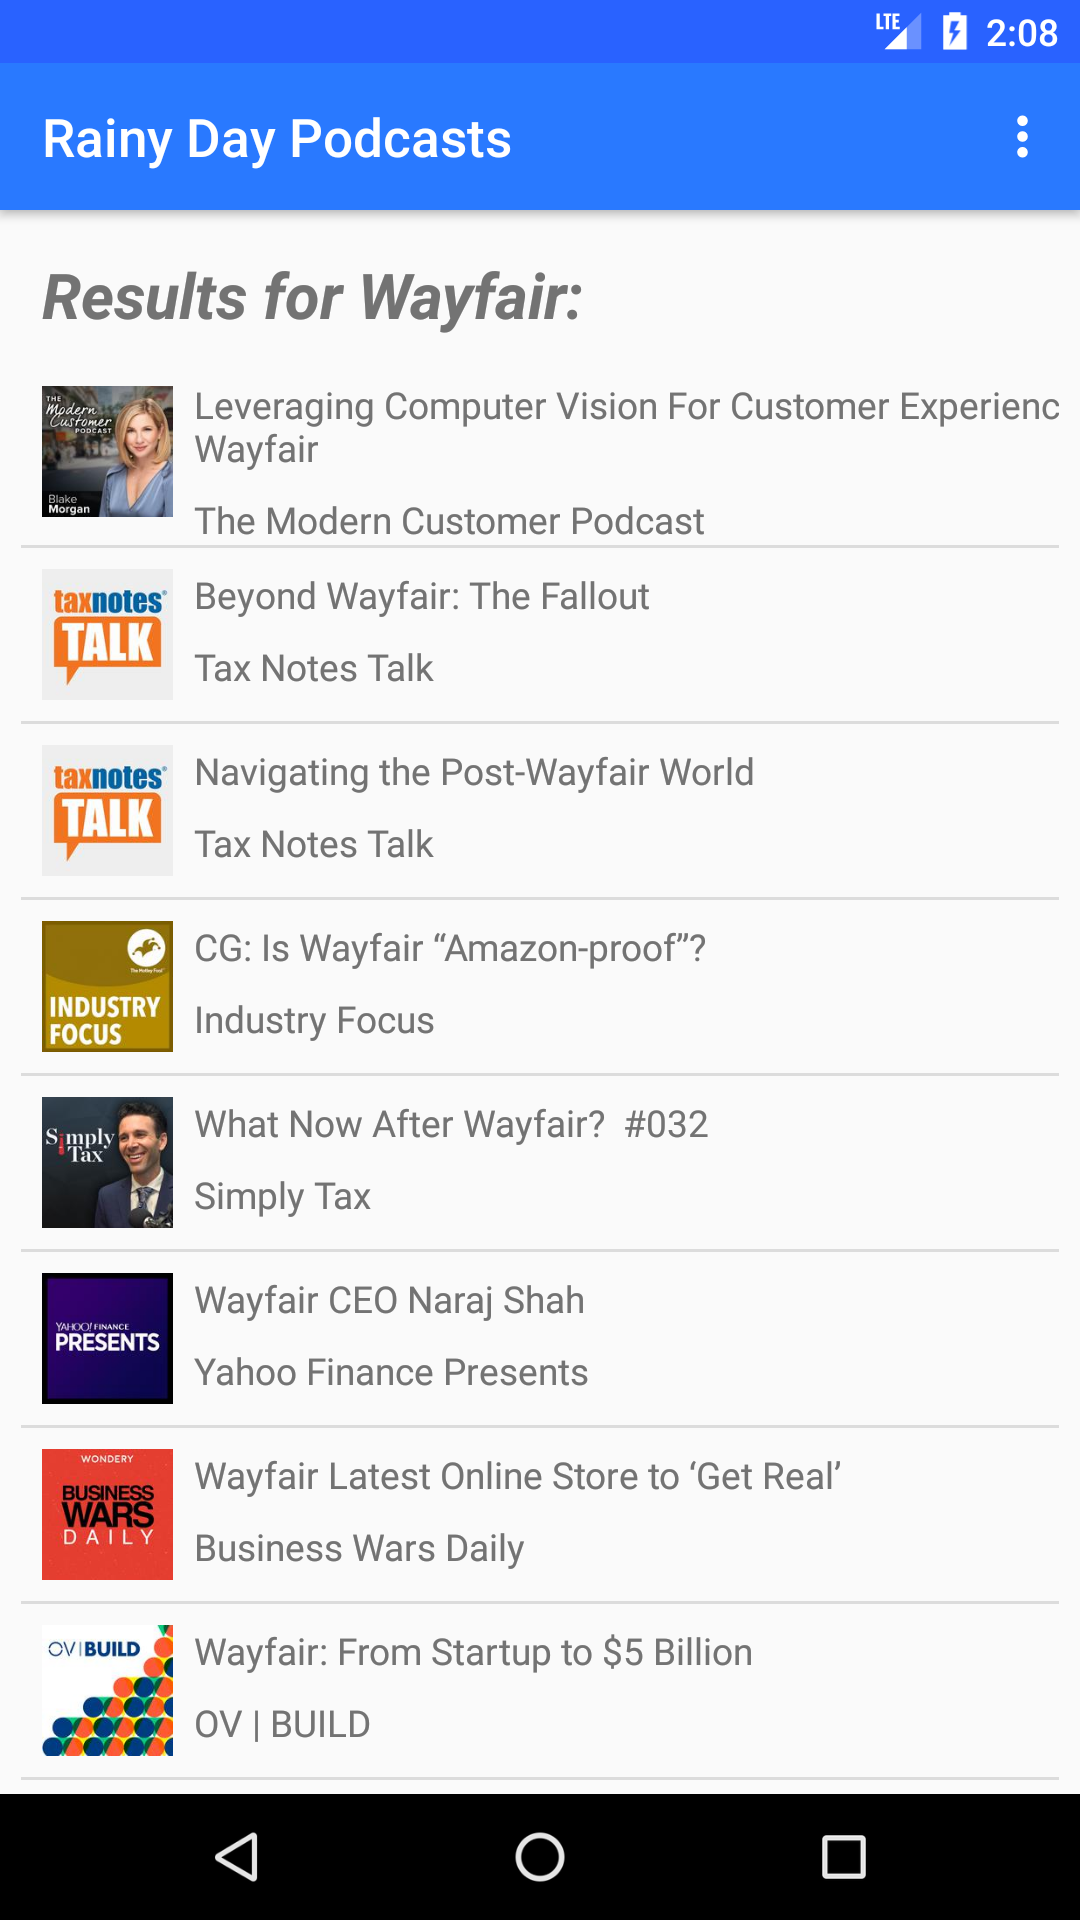 LTE 2:08
Rainy Day Podcasts
Results for Wayfair:
THE
Modern
Customer
PODCAST
Blake
Morgan
Leveraging Computer Vision For Customer Experienc
Wayfair
The Modern Customer Podcast
taxnotes®
TALK
Beyond Wayfair: The Fallout
Tax Notes Talk
taxnotes®
TALK
Navigating the Post-Wayfair World
Tax Notes Talk
The Motley Fool
INDUSTRY
FOCUS
CG: Is Wayfair “Amazon-proof”?
Industry Focus
Simply
Tax
What Now After Wayfair?  #032
Simply Tax
YAHOO! FINANCE
PRESENTS
Wayfair CEO Naraj Shah
Yahoo Finance Presents
WONDERY
BUSINESS
WARS
DAILY
Wayfair Latest Online Store to ‘Get Real’
Business Wars Daily
OV|BUILD
Wayfair: From Startup to $5 Billion
OV | BUILD